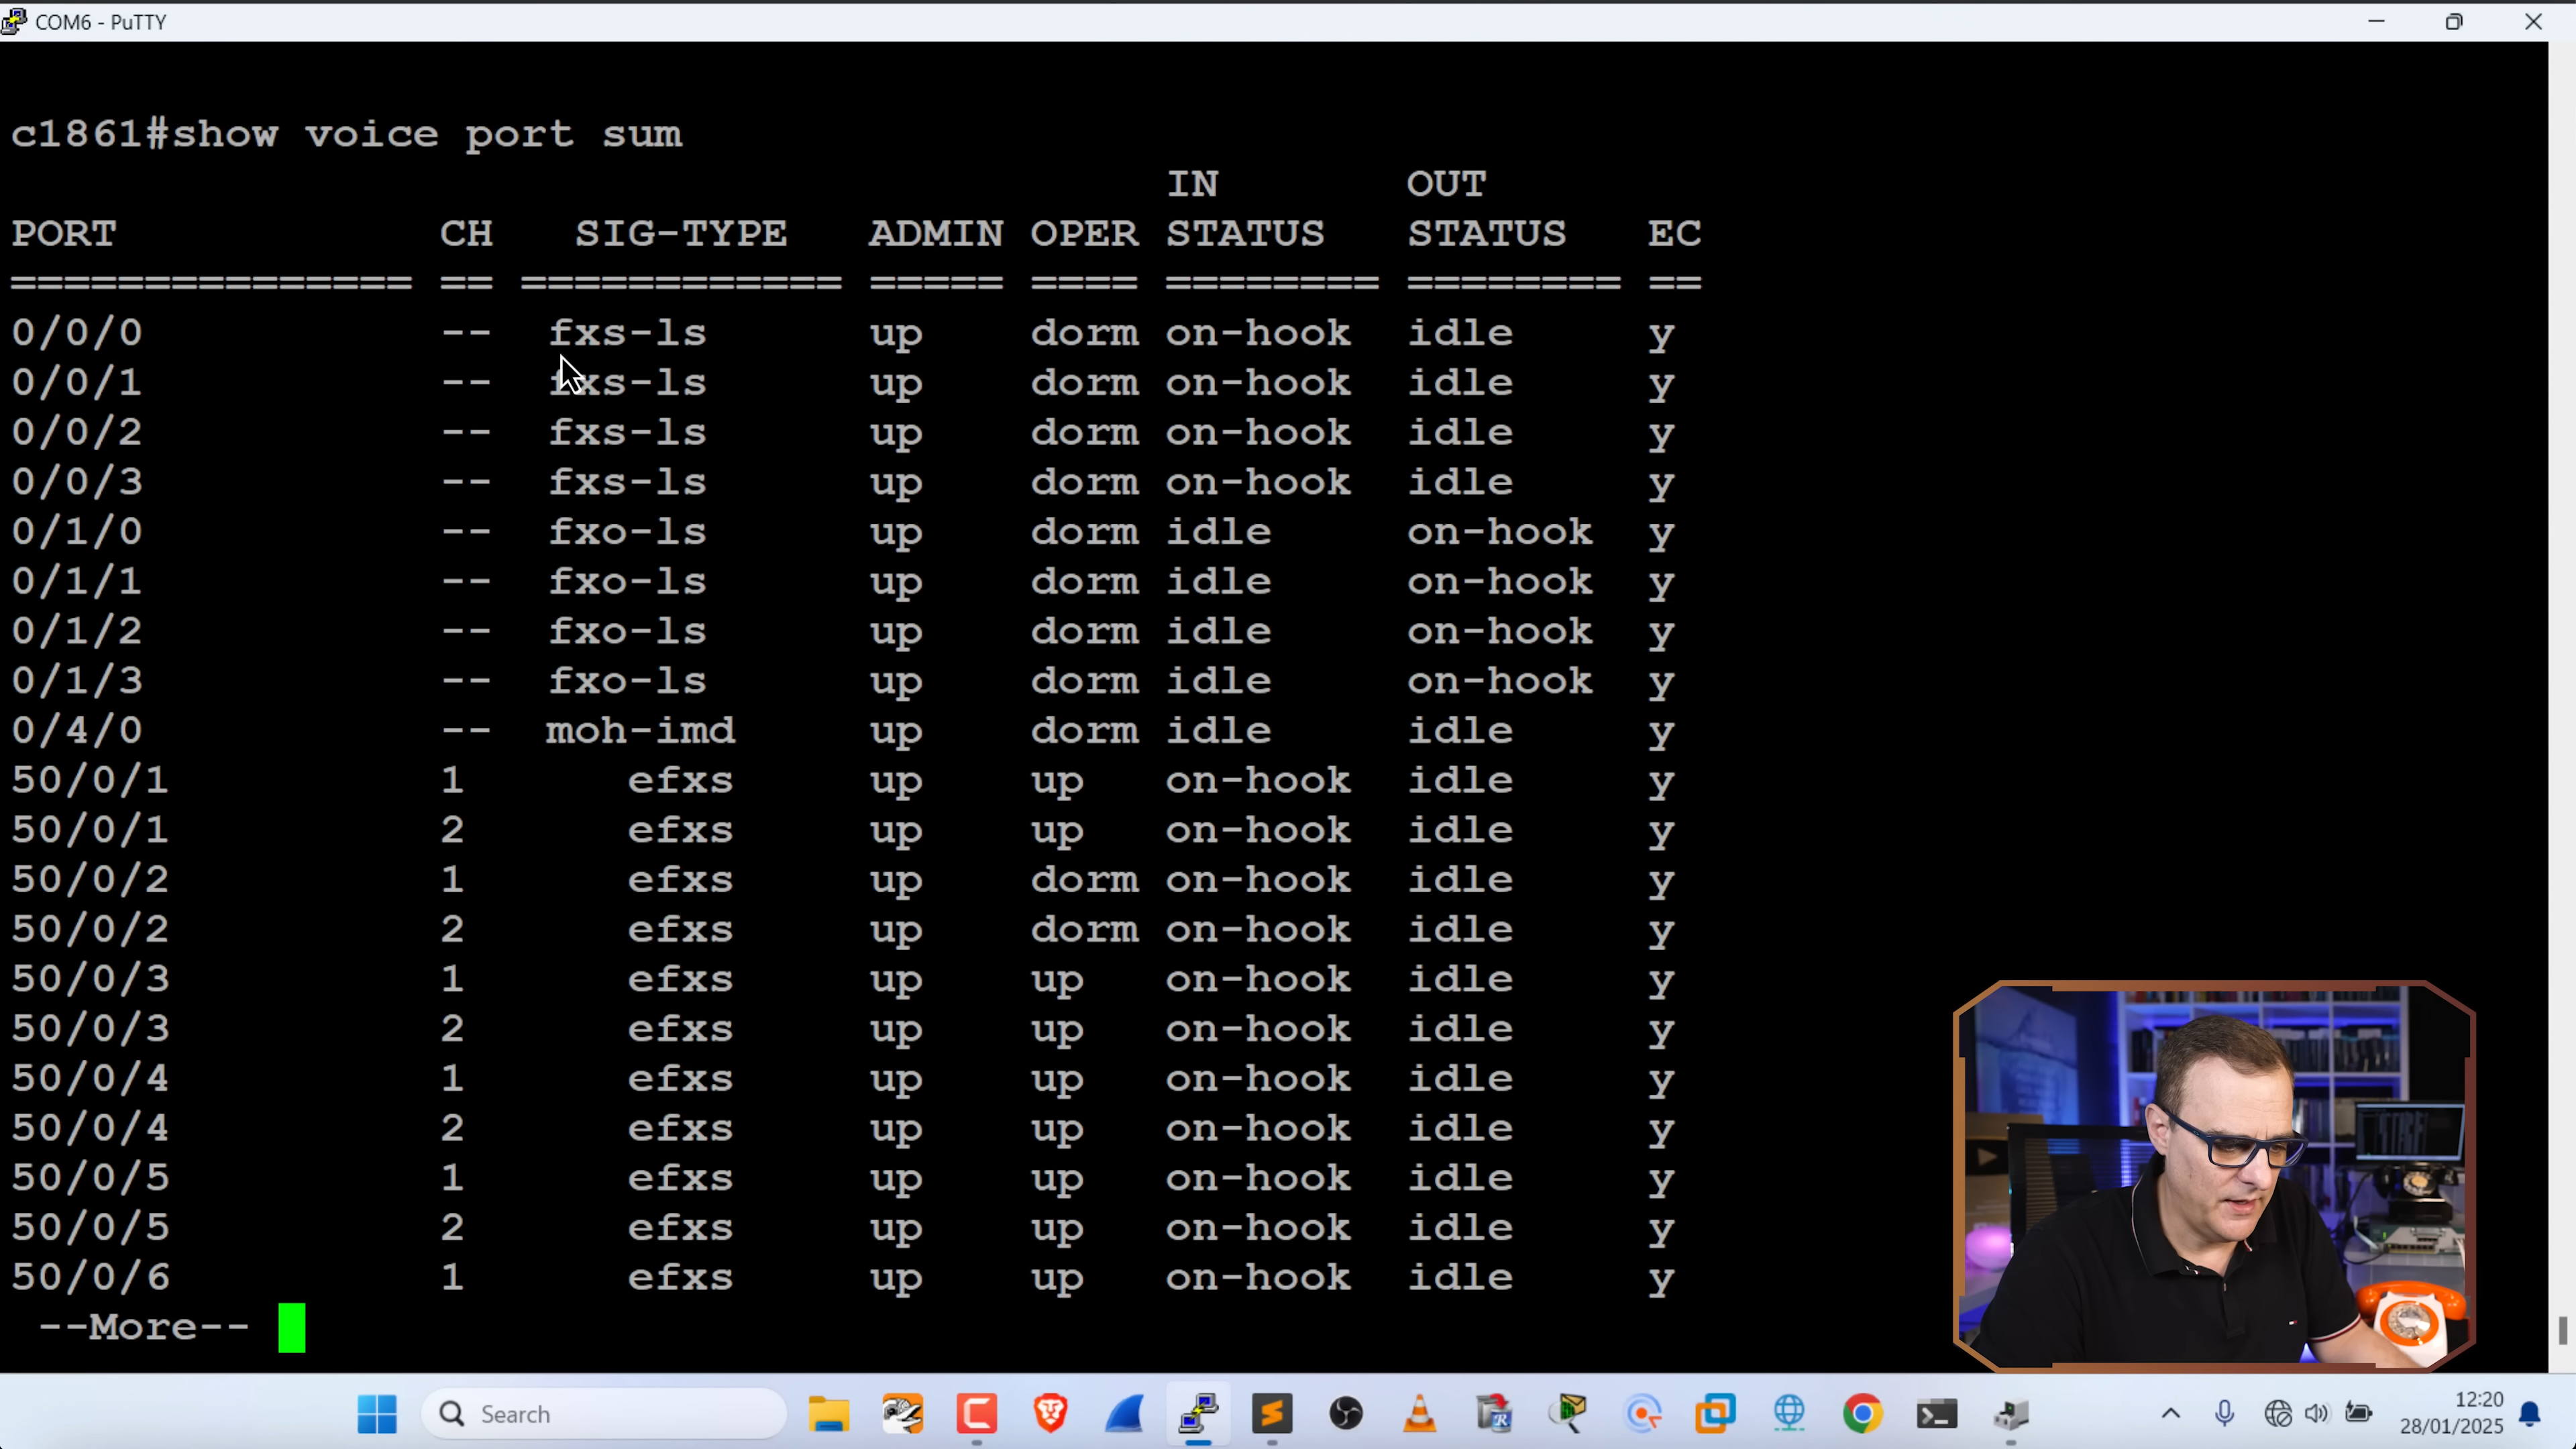 COM6 - PuTTY
c1861#show voice port sum
IN OUT
PORT CH SIG-TYPE ADMIN OPER STATUS STATUS EC
=============== == ============ ===== ==== ======== ======== ==
0/0/0 -- fxs-ls up dorm on-hook idle y
0/0/1 -- fxs-ls up dorm on-hook idle y
0/0/2 -- fxs-ls up dorm on-hook idle y
0/0/3 -- fxs-ls up dorm on-hook idle y
0/1/0 -- fxo-ls up dorm idle on-hook y
0/1/1 -- fxo-ls up dorm idle on-hook y
0/1/2 -- fxo-ls up dorm idle on-hook y
0/1/3 -- fxo-ls up dorm idle on-hook y
0/4/0 -- moh-imd up dorm idle idle y
50/0/1 1 efxs up up on-hook idle y
50/0/1 2 efxs up up on-hook idle y
50/0/2 1 efxs up dorm on-hook idle y
50/0/2 2 efxs up dorm on-hook idle y
50/0/3 1 efxs up up on-hook idle y
50/0/3 2 efxs up up on-hook idle y
50/0/4 1 efxs up up on-hook idle y
50/0/4 2 efxs up up on-hook idle y
50/0/5 1 efxs up up on-hook idle y
50/0/5 2 efxs up up on-hook idle y
50/0/6 1 efxs up up on-hook idle y
--More--
Search
12:20
28/01/2025